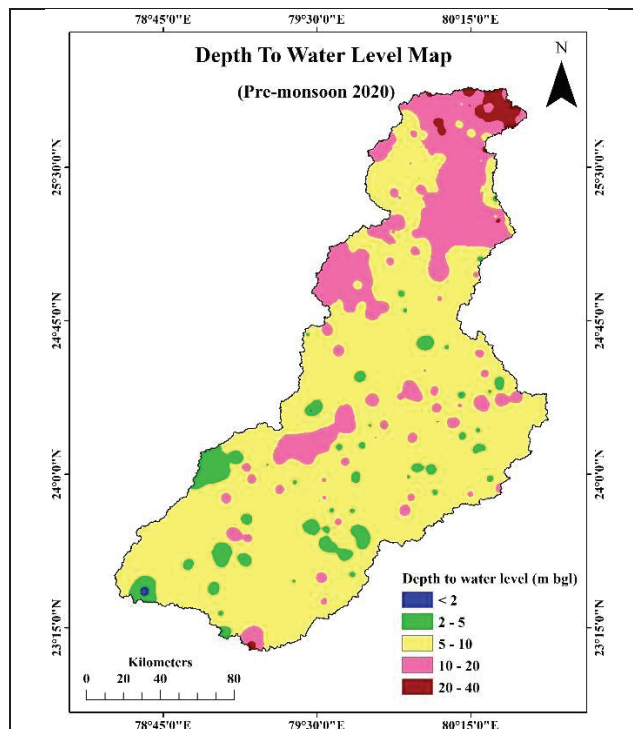 78°45'0"E 79°30'0"E 80°15'0"E
Depth To Water Level Map
(Pre-monsoon 2020)
N
25°30'0"N 25°30'0"N
24°45'0"N 24°45'0"N
24°0'0"N 24°0'0"N
23°15'0"N 23°15'0"N
Depth to water level (m bgl)
< 2
2 - 5
5 - 10
10 - 20
20 - 40
Kilometers
0 20 40 80
78°45'0"E 79°30'0"E 80°15'0"E